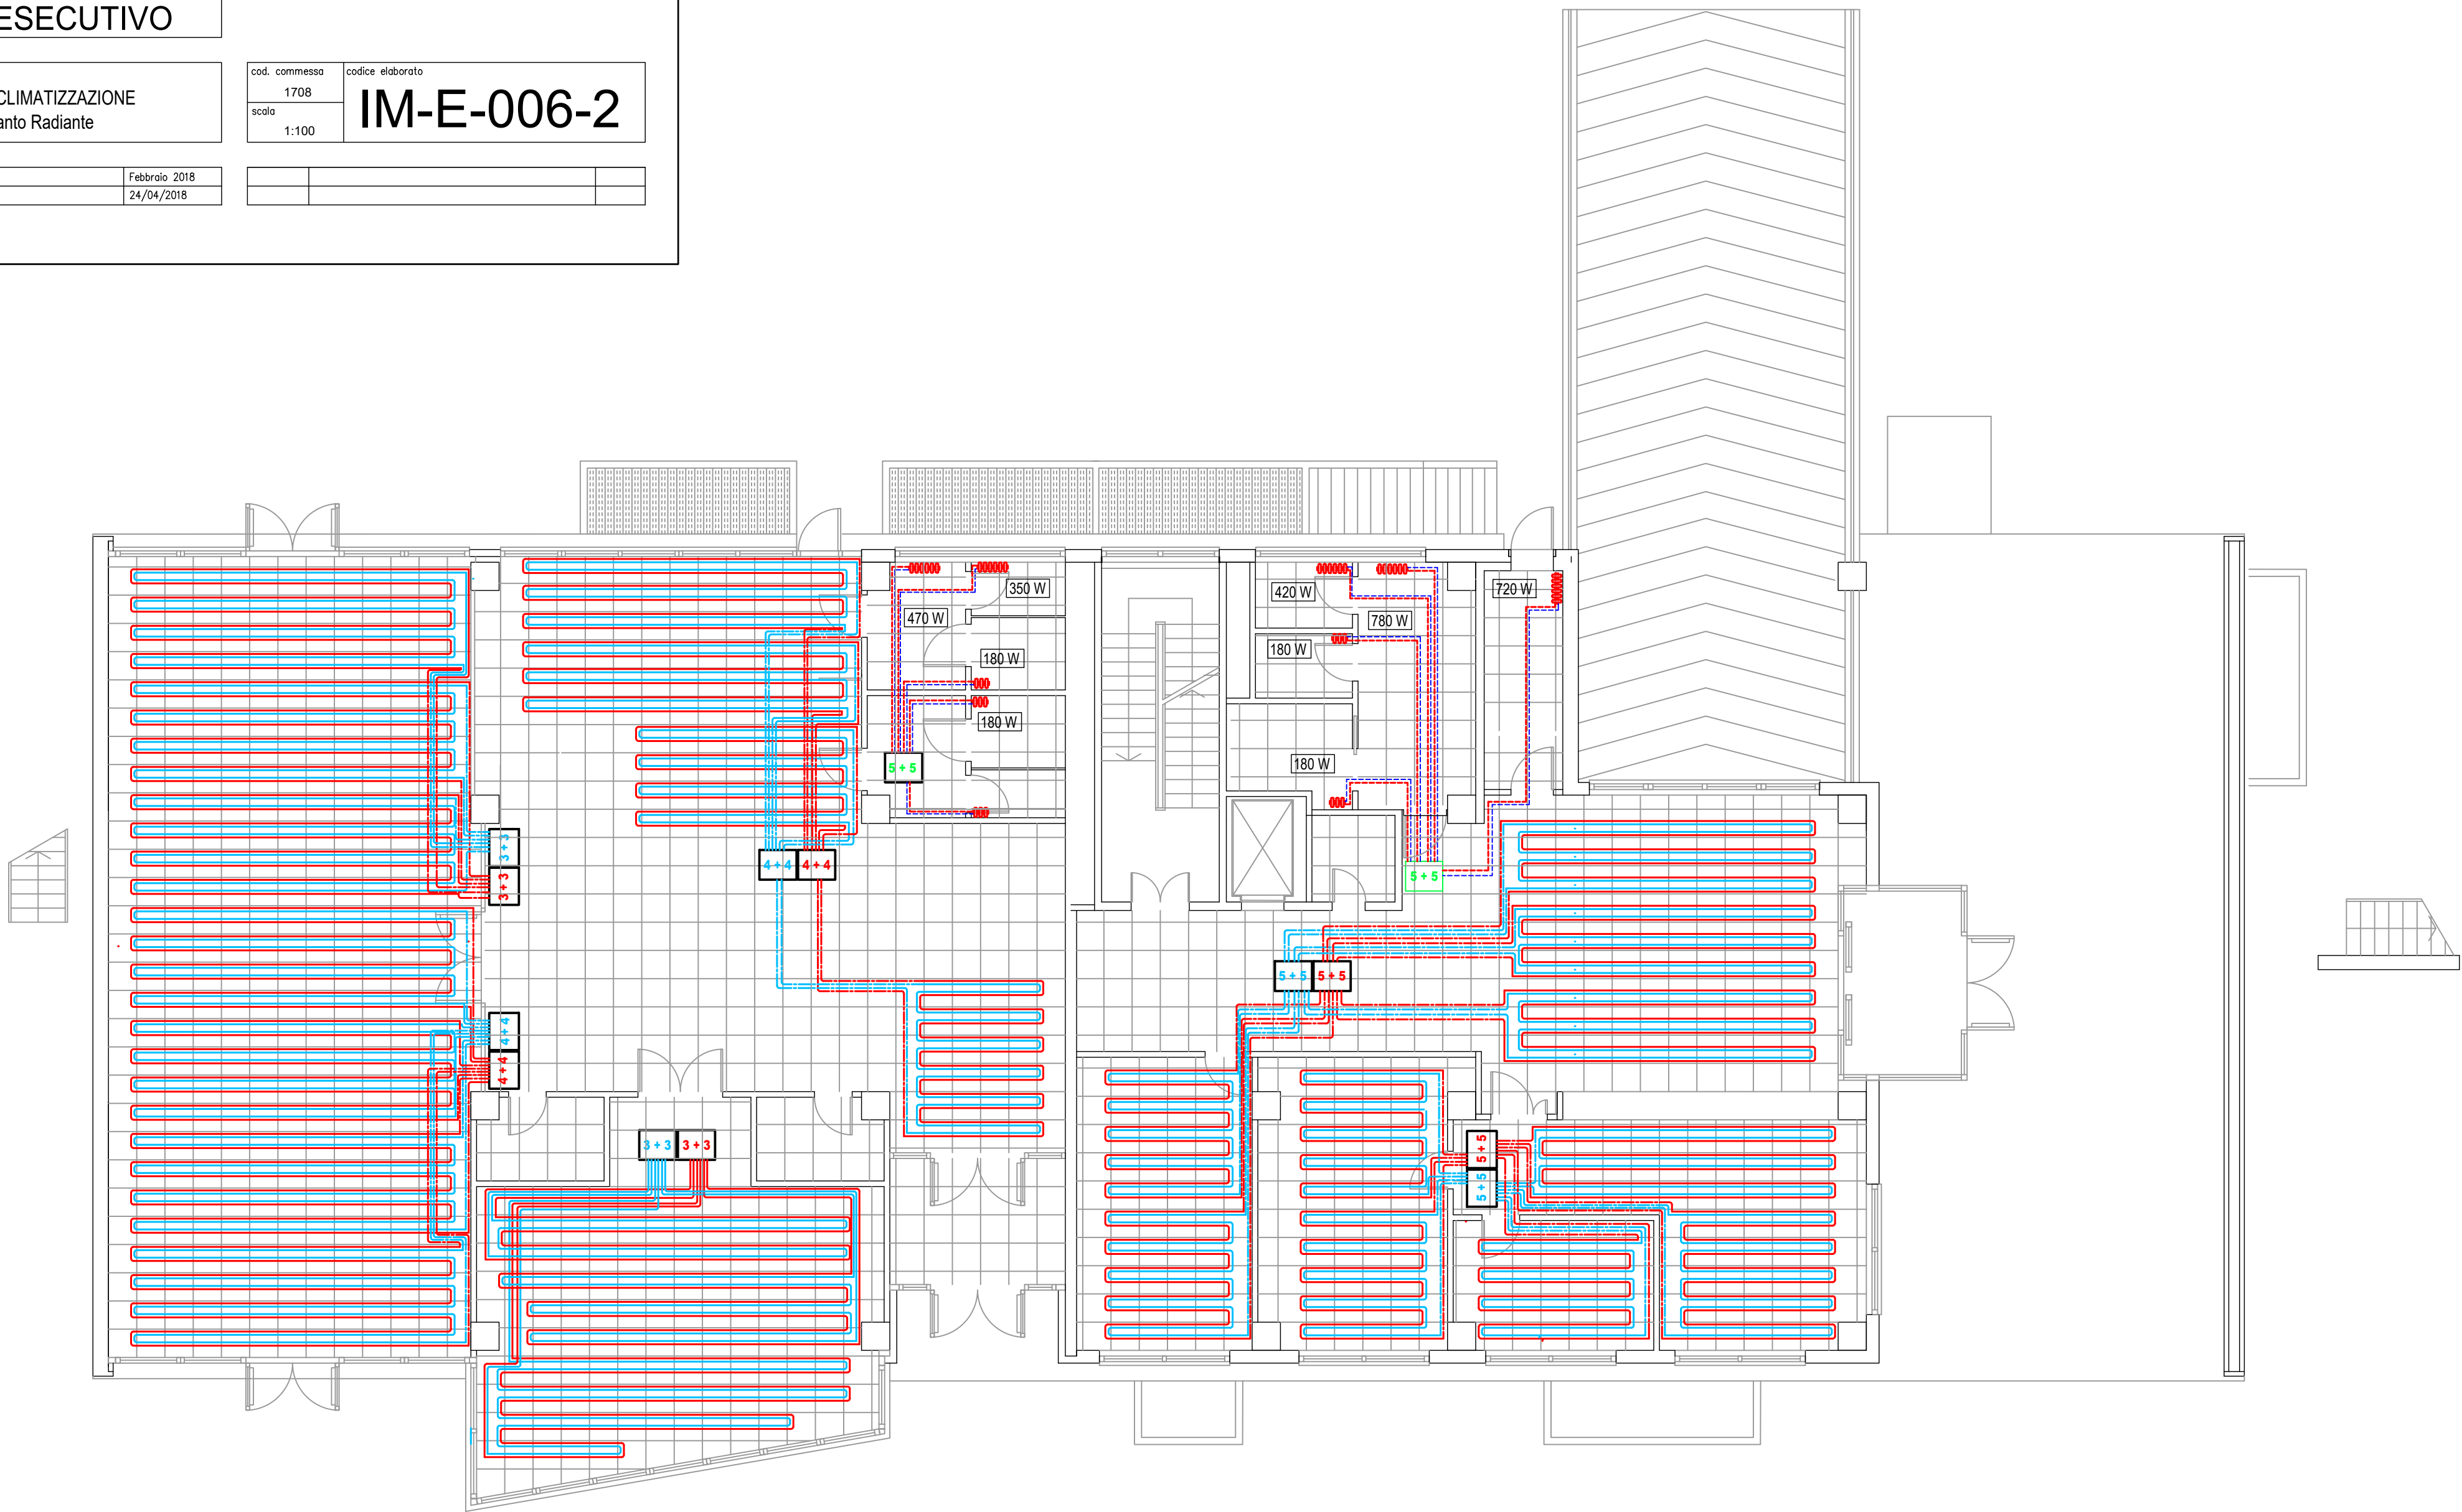 ESECUTIVO
CLIMATIZZAZIONE
anto Radiante
cod. commessa
1708
scala
1:100
codice elaborato
IM-E-006-2
Febbraio 2018
24/04/2018
350 W
470 W
180 W
180 W
5 + 5
420 W
780 W
180 W
180 W
720 W
3 + 3
3 + 3
4 + 4
4 + 4
5 + 5
5 + 5
5 + 5
4 + 4
4 + 4
3 + 3
3 + 3
5 + 5
5 + 5